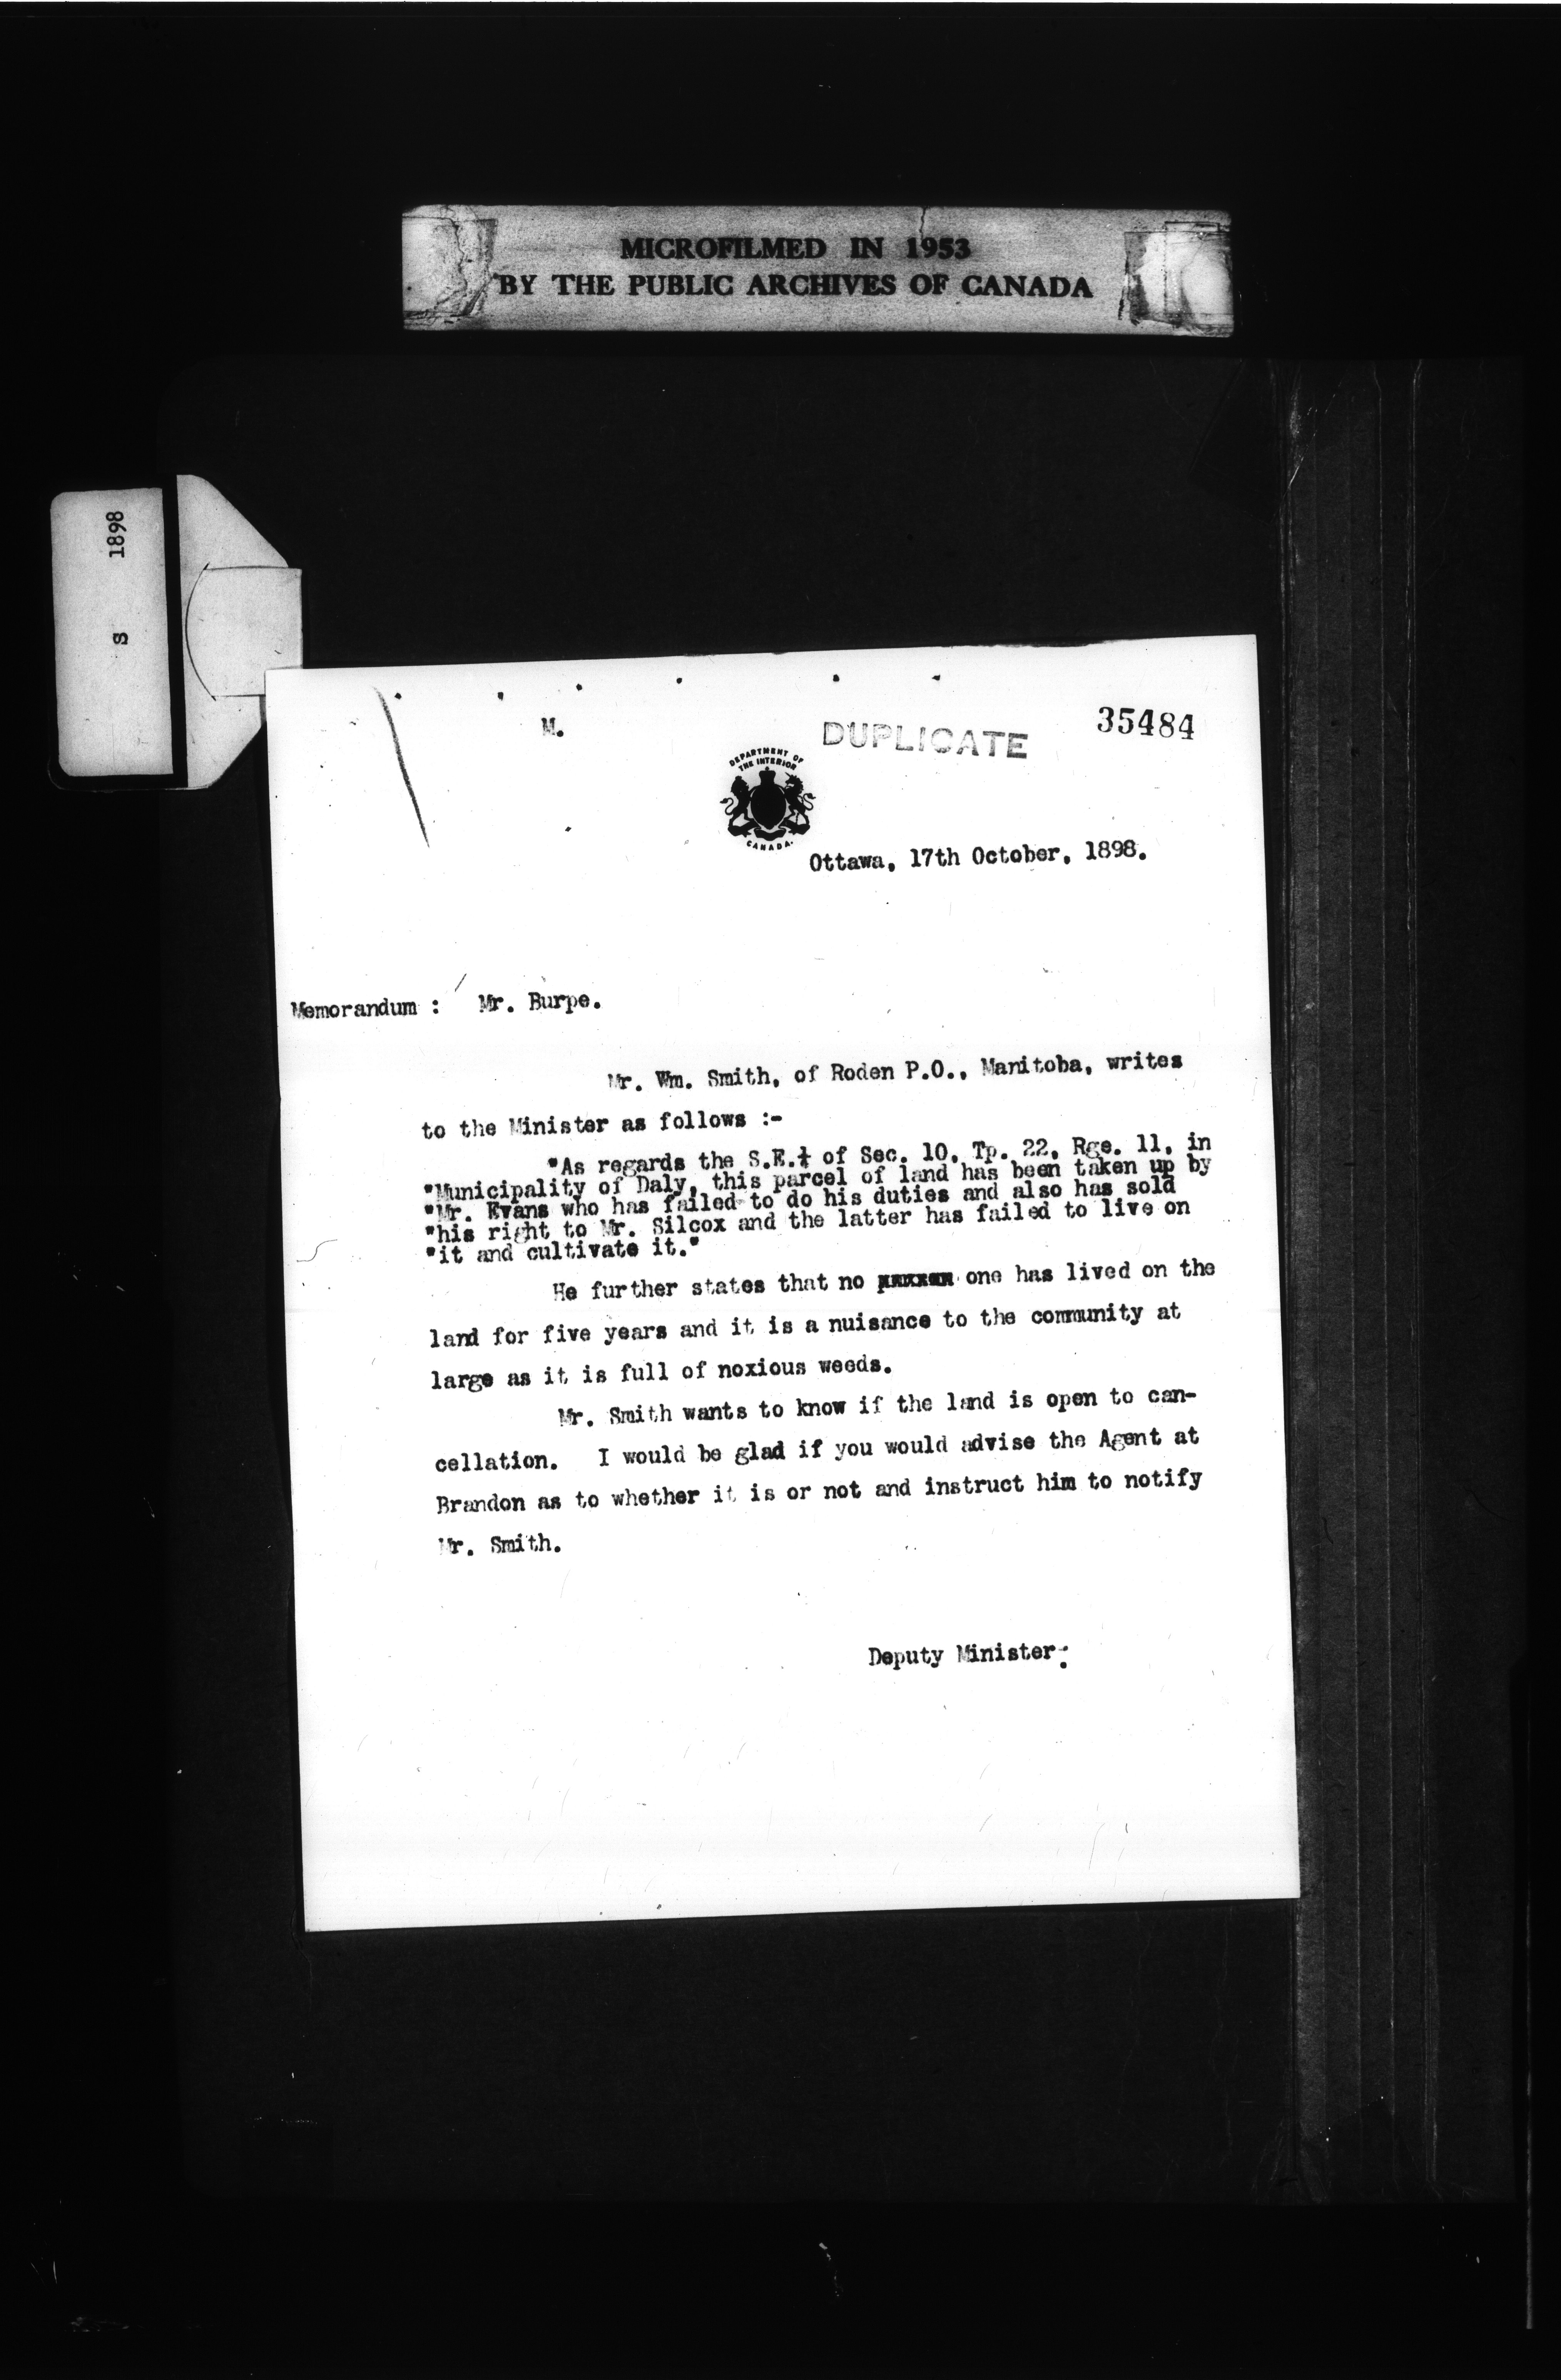 MICROFILMED IN 1953
BY THE PUBLIC ARCHIVES OF CANADA
S 1898
M.
DUPLICATE
35484
DEPARTMENT OF
THE INTERIOR
CANADA.
Ottawa, 17th October, 1898.
Memorandum : Mr. Burpe.
Mr. Wm. Smith, of Roden P.O., Manitoba, writes
to the Minister as follows :-
"As regards the S.E.¼ of Sec. 10, Tp. 22, Rge. 11, in
"Municipality of Daly, this parcel of land has been taken up by
"Mr. Evans who has failed to do his duties and also has sold
"his right to Mr. Silcox and the latter has failed to live on
"it and cultivate it."
He further states that no one has lived on the
land for five years and it is a nuisance to the community at
large as it is full of noxious weeds.
Mr. Smith wants to know if the land is open to can-
cellation. I would be glad if you would advise the Agent at
Brandon as to whether it is or not and instruct him to notify
Mr. Smith.
Deputy Minister.